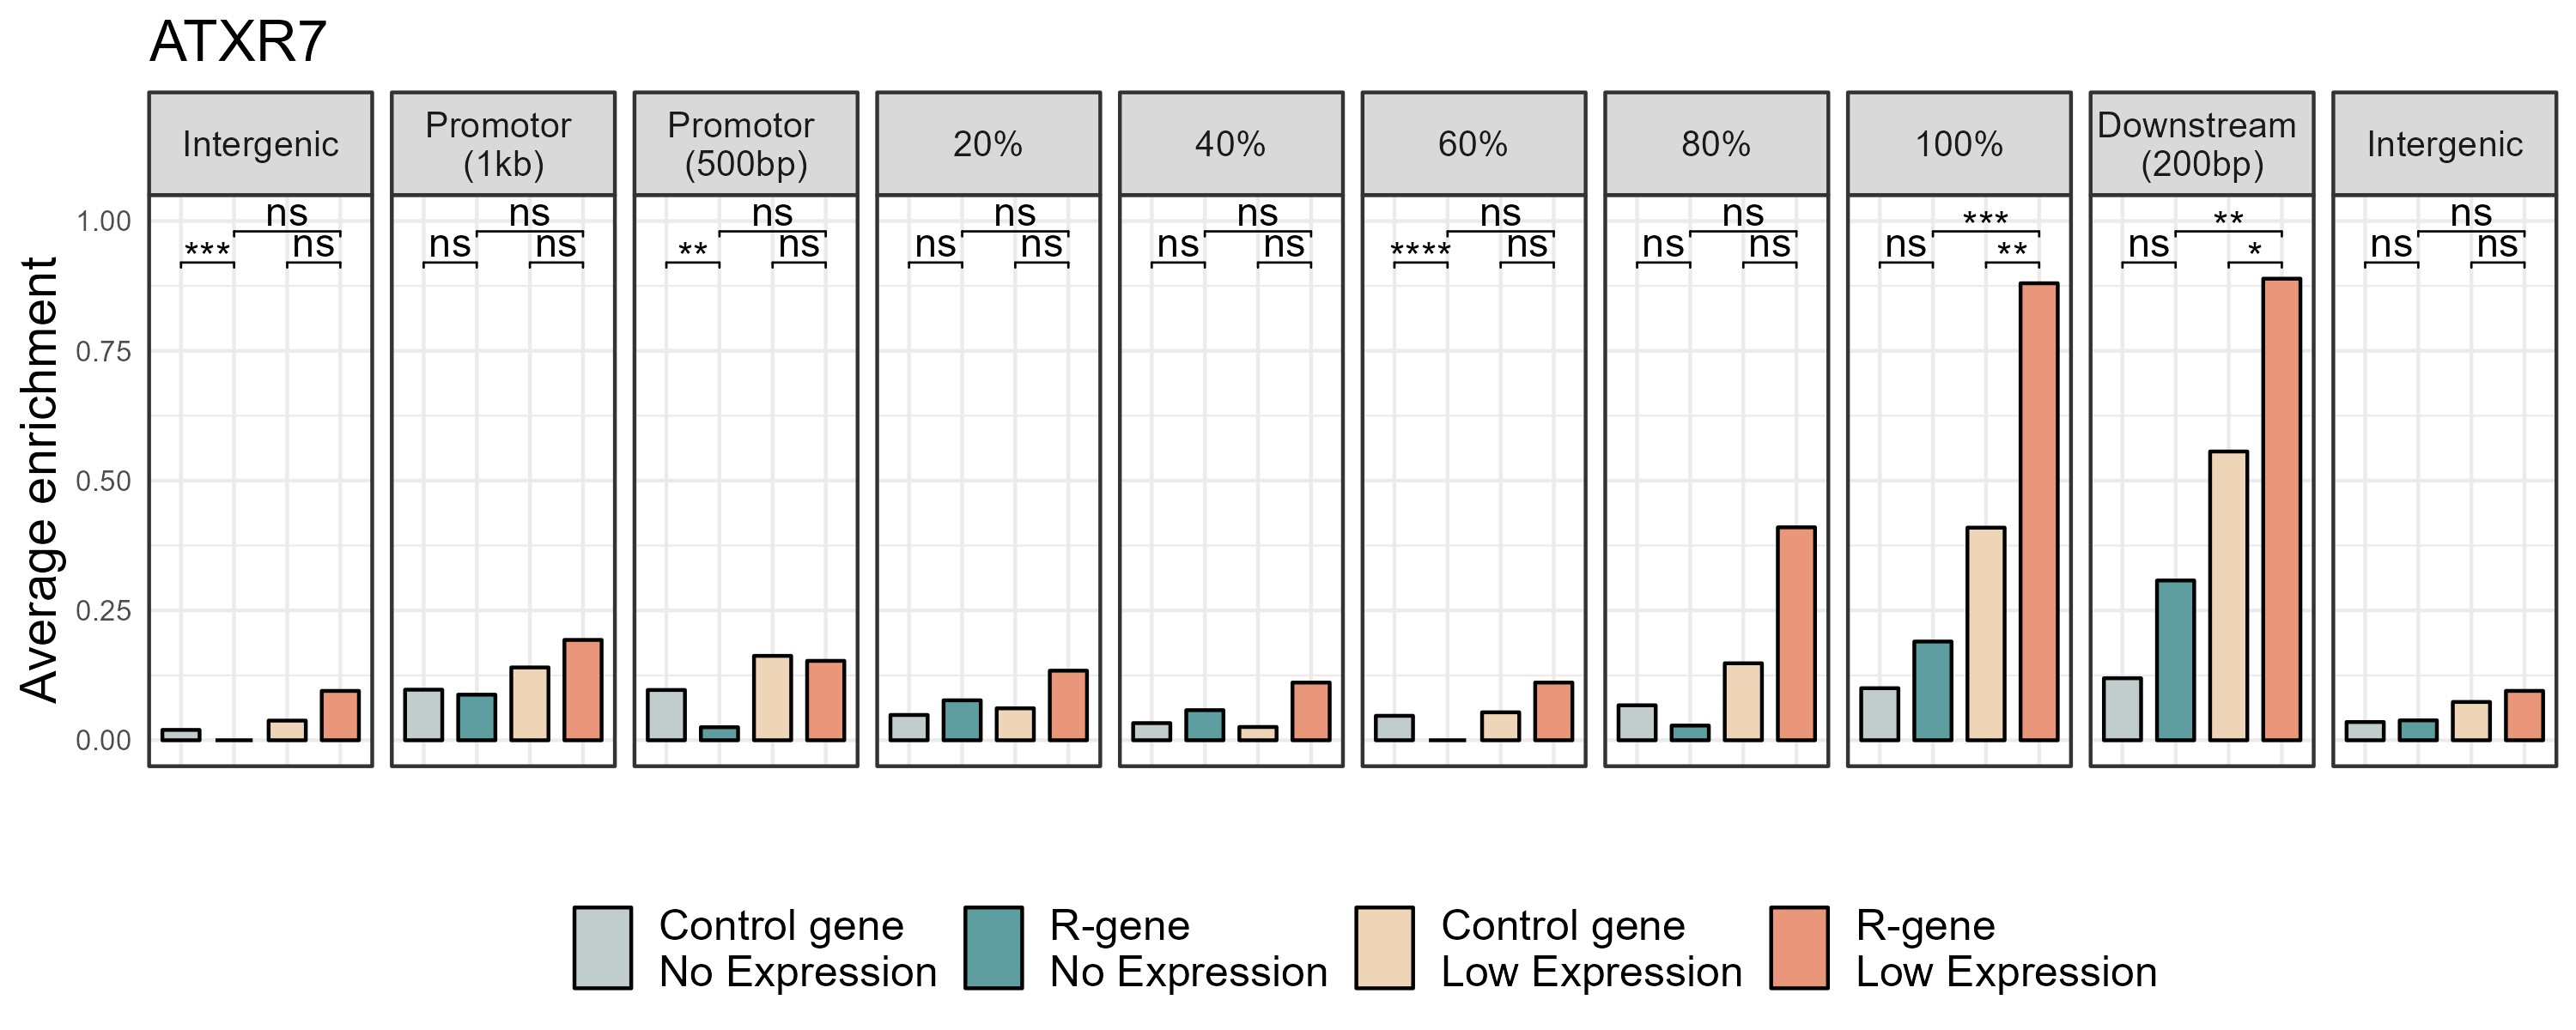 ATXR7
Intergenic
Promotor
(1kb)
Promotor
(500bp)
20%
40%
60%
80%
100%
Downstream
(200bp)
Intergenic
Average enrichment
1.00
0.75
0.50
0.25
0.00
ns
*** ns
ns
ns ns
ns
** ns
ns
ns ns
ns
ns ns
ns
**** ns
ns
ns ns
***
ns **
**
ns *
ns
ns ns
Control gene
No Expression
R-gene
No Expression
Control gene
Low Expression
R-gene
Low Expression